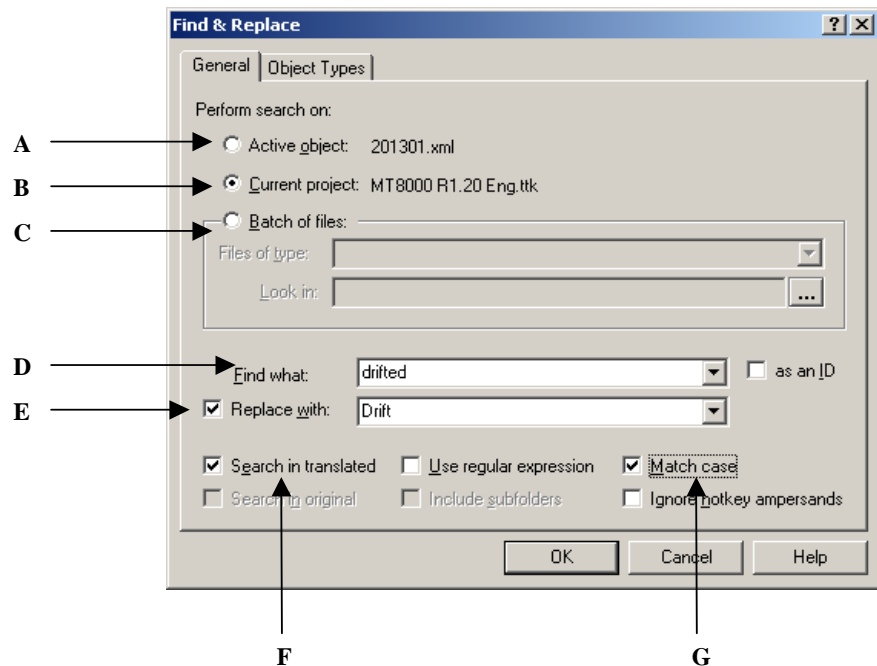 Find & Replace
General Object Types
Perform search on:
A Active object: 201301.xml
B Current project: MT8000 R1.20 Eng.ttk
C Batch of files:
Files of type:
Look in: ...
D Find what: drifted as an ID
E Replace with: Drift
Search in translated Use regular expression Match case
Search in original Include subfolders Ignore hotkey ampersands
OK Cancel Help
F G